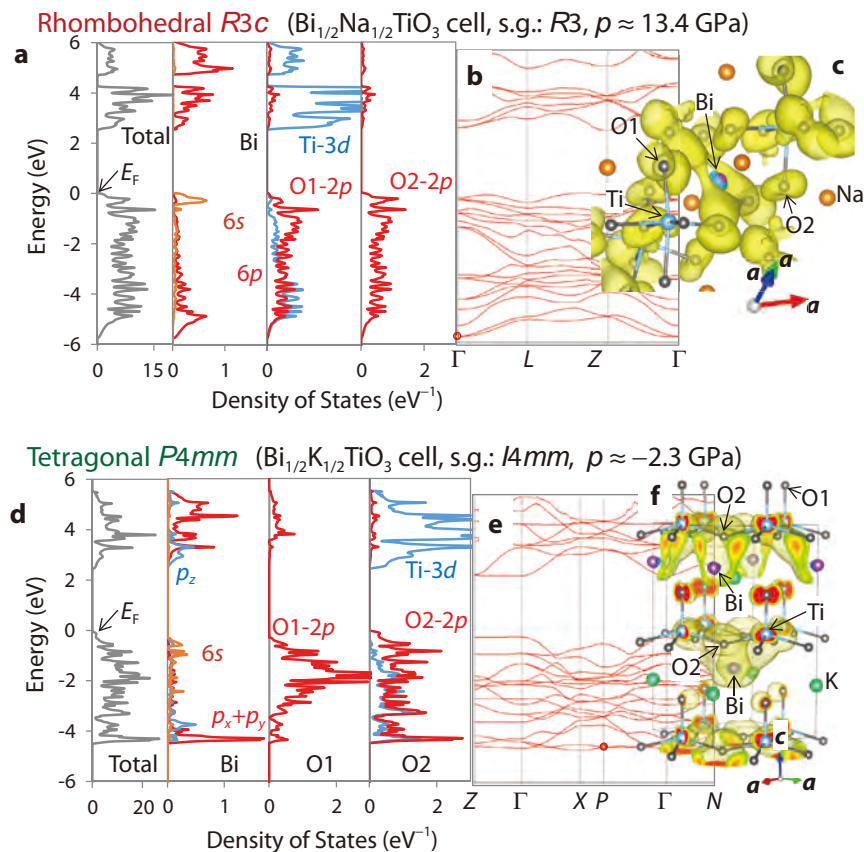 Rhombohedral R3c (Bi1/2Na1/2TiO3 cell, s.g.: R3, p ≈ 13.4 GPa)
a
b
c
6
4
2
0
-2
-4
-6
Energy (eV)
Total
EF
Bi
6s
6p
Ti-3d
O1-2p
O2-2p
O1
Bi
Ti
Na
O2
a
a
a
0 15 0 1 0 2 0 2
Γ L Z Γ
Density of States (eV−1)
Tetragonal P4mm (Bi1/2K1/2TiO3 cell, s.g.: I4mm, p ≈ −2.3 GPa)
d
e
f
6
4
2
0
-2
-4
-6
Energy (eV)
EF
pz
6s
px+py
O1-2p
Ti-3d
O2-2p
Total
Bi
O1
O2
O2
O1
Bi
Ti
O2
Bi
K
c
a
a
0 20 0 1 0 2 0 2
Z Γ X P Γ N
Density of States (eV−1)